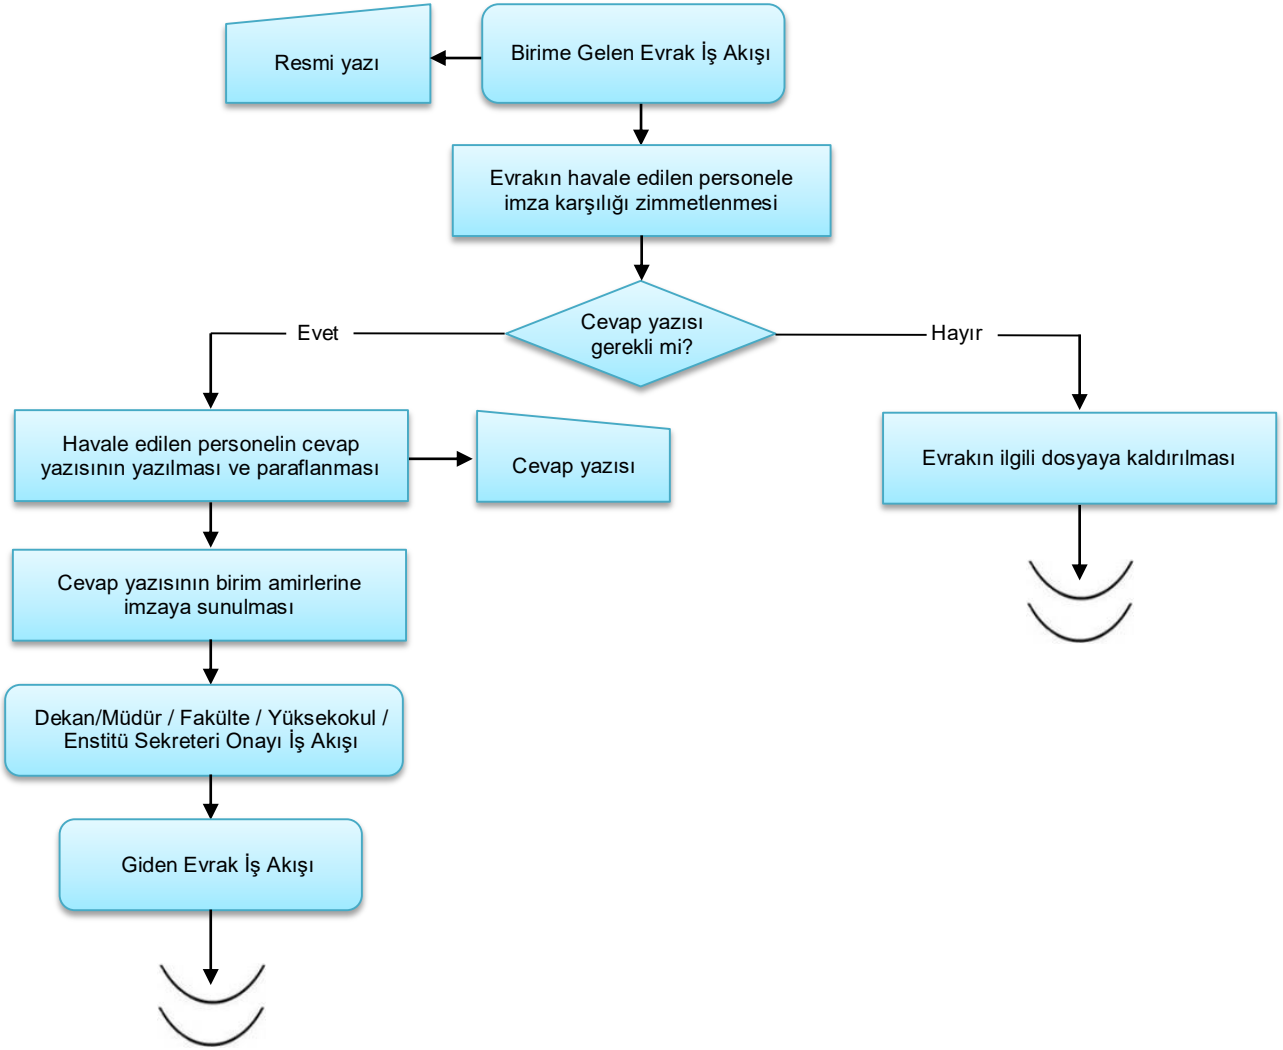 Resmi yazı
Birime Gelen Evrak İş Akışı
Evrakın havale edilen personele
imza karşılığı zimmetlenmesi
Cevap yazısı
gerekli mi?
Evet
Hayır
Havale edilen personelin cevap
yazısının yazılması ve paraflanması
Cevap yazısı
Evrakın ilgili dosyaya kaldırılması
Cevap yazısının birim amirlerine
imzaya sunulması
Dekan/Müdür / Fakülte / Yüksekokul /
Enstitü Sekreteri Onayı İş Akışı
Giden Evrak İş Akışı